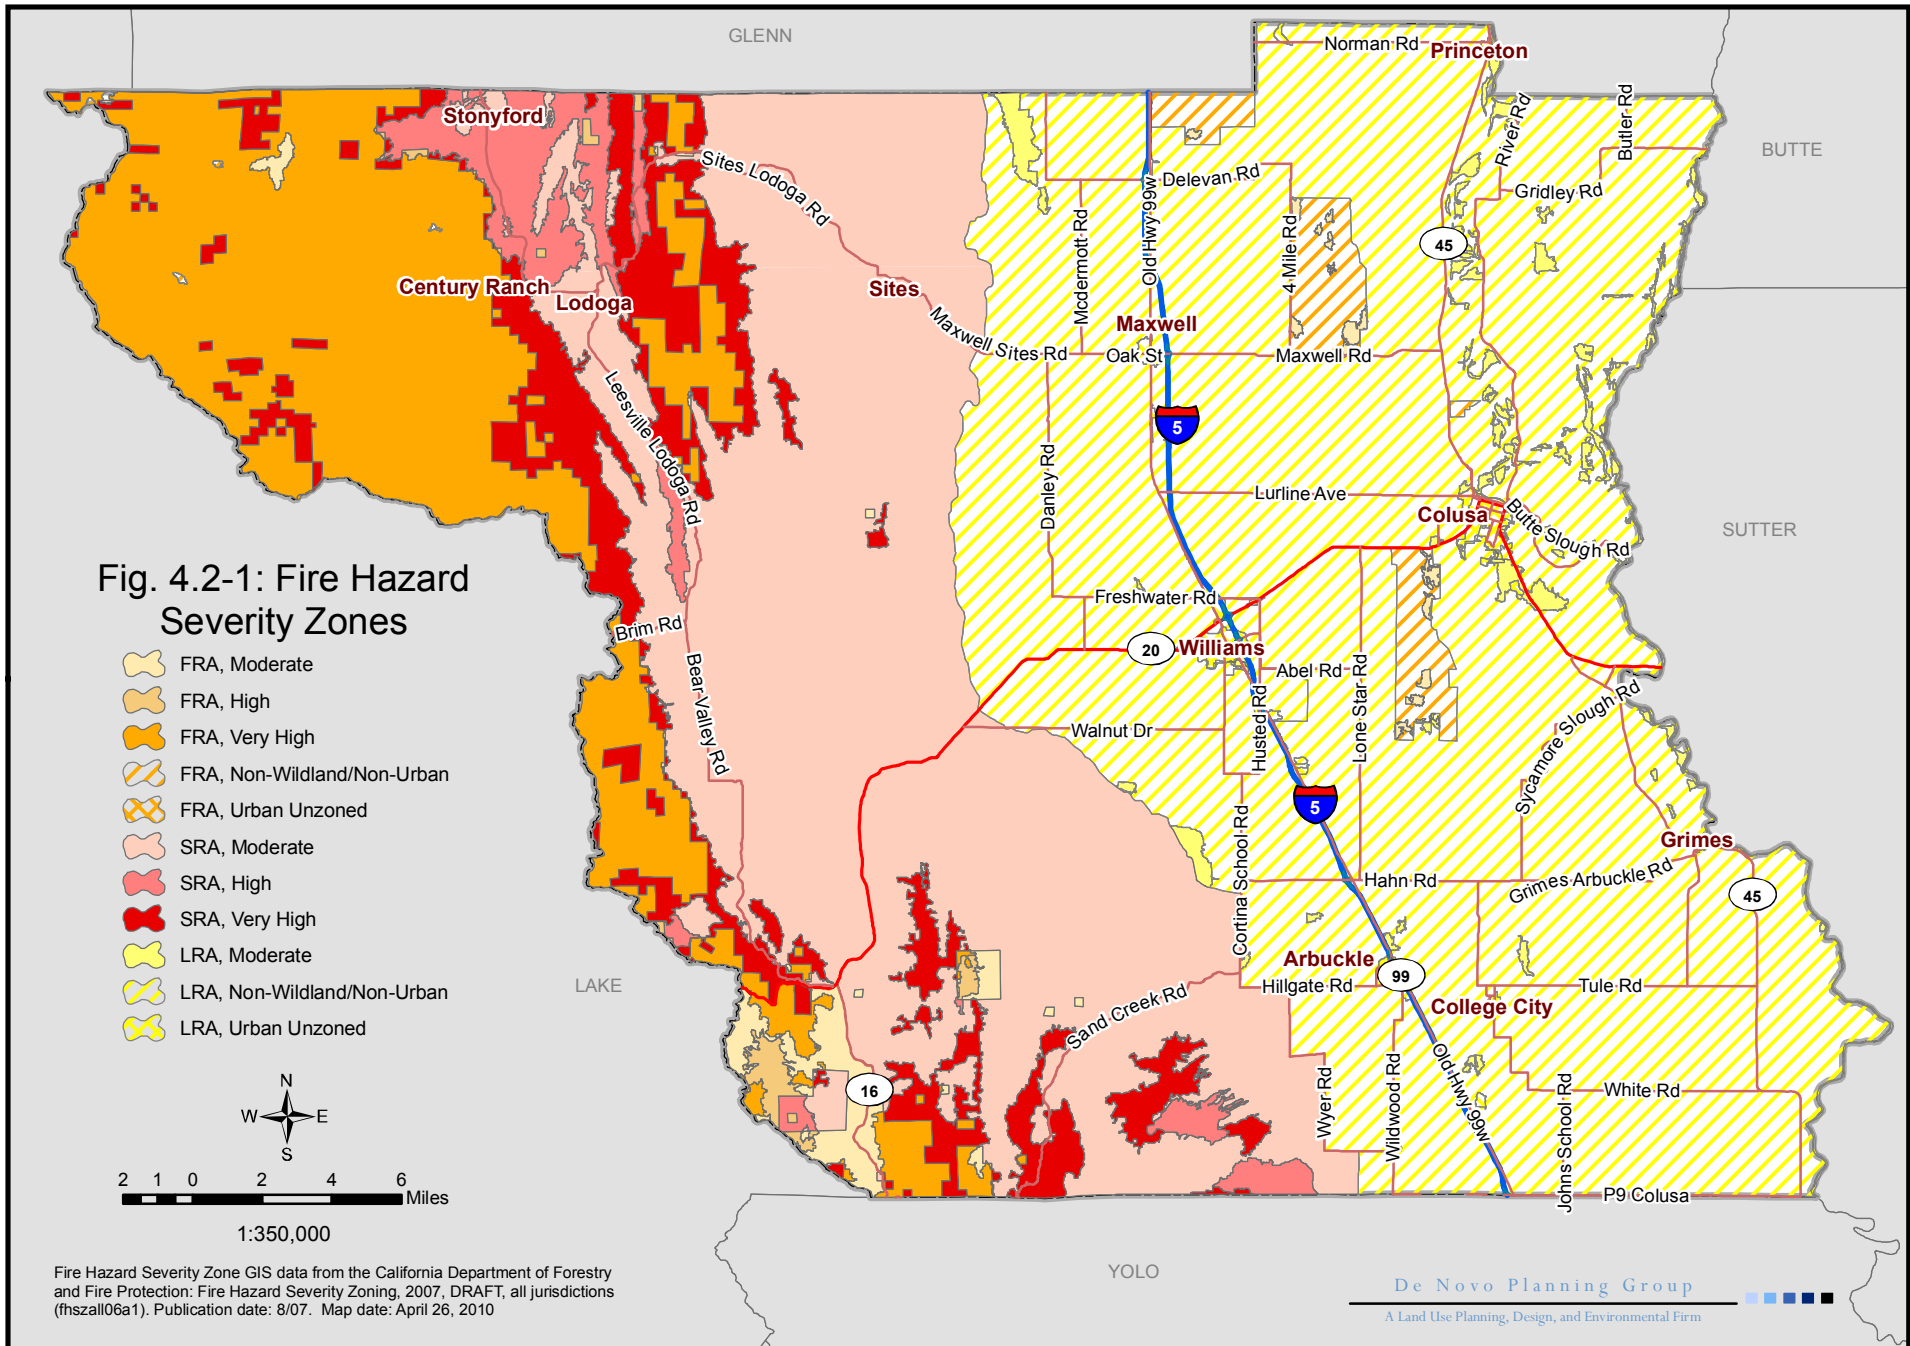 GLENN
Norman Rd
Princeton
Stonyford
River Rd
Butler Rd
BUTTE
Sites Lodoga Rd
Delevan Rd
Gridley Rd
Old Hwy 99w
Mcdermott Rd
4 Mile Rd
45
Century Ranch
Lodoga
Sites
Maxwell
Maxwell Sites Rd
Oak St
Maxwell Rd
Leesville Lodoga Rd
5
Danley Rd
Lurline Ave
Colusa
Butte Slough Rd
SUTTER
Fig. 4.2-1: Fire Hazard
Severity Zones
Freshwater Rd
Brim Rd
20
Williams
Abel Rd
Lone Star Rd
Bear Valley Rd
Husted Rd
Walnut Dr
Sycamore Slough Rd
FRA, Moderate
FRA, High
FRA, Very High
FRA, Non-Wildland/Non-Urban
FRA, Urban Unzoned
SRA, Moderate
SRA, High
SRA, Very High
LRA, Moderate
LRA, Non-Wildland/Non-Urban
LRA, Urban Unzoned
5
Cortina School Rd
Grimes
Hahn Rd
Grimes Arbuckle Rd
45
LAKE
Arbuckle
99
Hillgate Rd
Tule Rd
College City
Sand Creek Rd
16
Old Hwy 99w
Wyer Rd
Wildwood Rd
Johns School Rd
White Rd
P9 Colusa
N
W
E
S
2 1 0 2 4 6
Miles
1:350,000
YOLO
Fire Hazard Severity Zone GIS data from the California Department of Forestry
and Fire Protection: Fire Hazard Severity Zoning, 2007, DRAFT, all jurisdictions
(fhszall06a1). Publication date: 8/07. Map date: April 26, 2010
De Novo Planning Group
A Land Use Planning, Design, and Environmental Firm